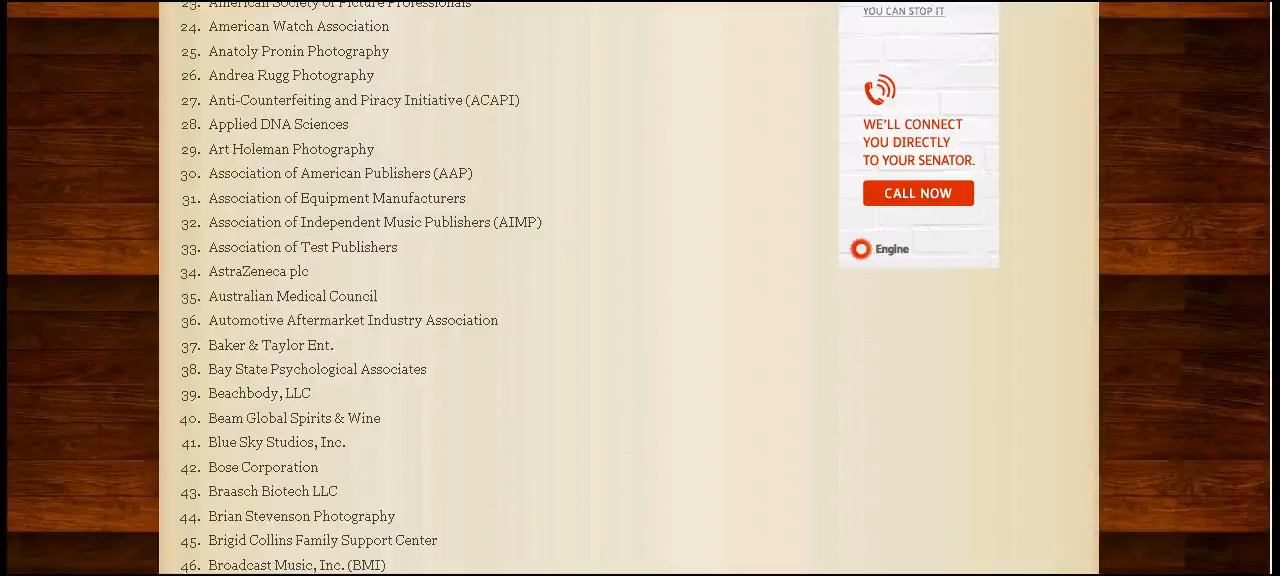 23. American Society of Picture Professionals
24. American Watch Association
25. Anatoly Pronin Photography
26. Andrea Rugg Photography
27. Anti-Counterfeiting and Piracy Initiative (ACAPI)
28. Applied DNA Sciences
29. Art Holeman Photography
30. Association of American Publishers (AAP)
31. Association of Equipment Manufacturers
32. Association of Independent Music Publishers (AIMP)
33. Association of Test Publishers
34. AstraZeneca plc
35. Australian Medical Council
36. Automotive Aftermarket Industry Association
37. Baker & Taylor Ent.
38. Bay State Psychological Associates
39. Beachbody, LLC
40. Beam Global Spirits & Wine
41. Blue Sky Studios, Inc.
42. Bose Corporation
43. Braasch Biotech LLC
44. Brian Stevenson Photography
45. Brigid Collins Family Support Center
46. Broadcast Music, Inc. (BMI)
YOU CAN STOP IT
WE'LL CONNECT
YOU DIRECTLY
TO YOUR SENATOR.
CALL NOW
Engine